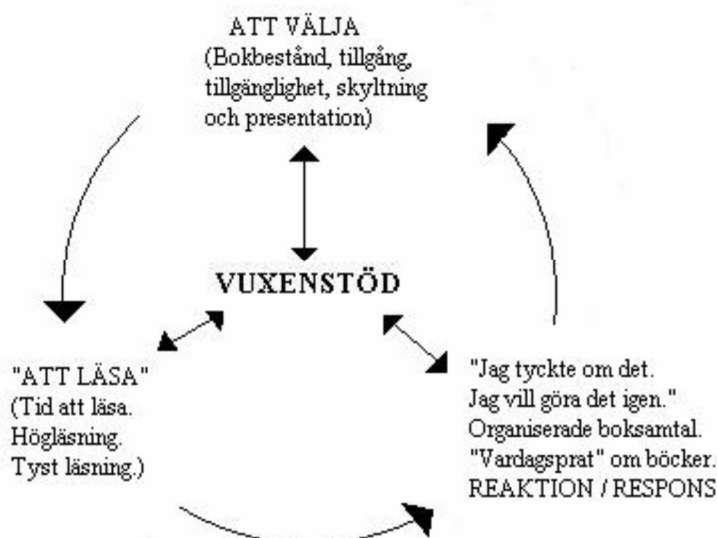 ATT VÄLJA
(Bokbestånd, tillgång,
tillgänglighet, skyltning
och presentation)
VUXENSTÖD
"ATT LÄSA"
(Tid att läsa.
Högläsning.
Tyst läsning.)
"Jag tyckte om det.
Jag vill göra det igen."
Organiserade boksamtal.
"Vardagsprat" om böcker.
REAKTION / RESPONS